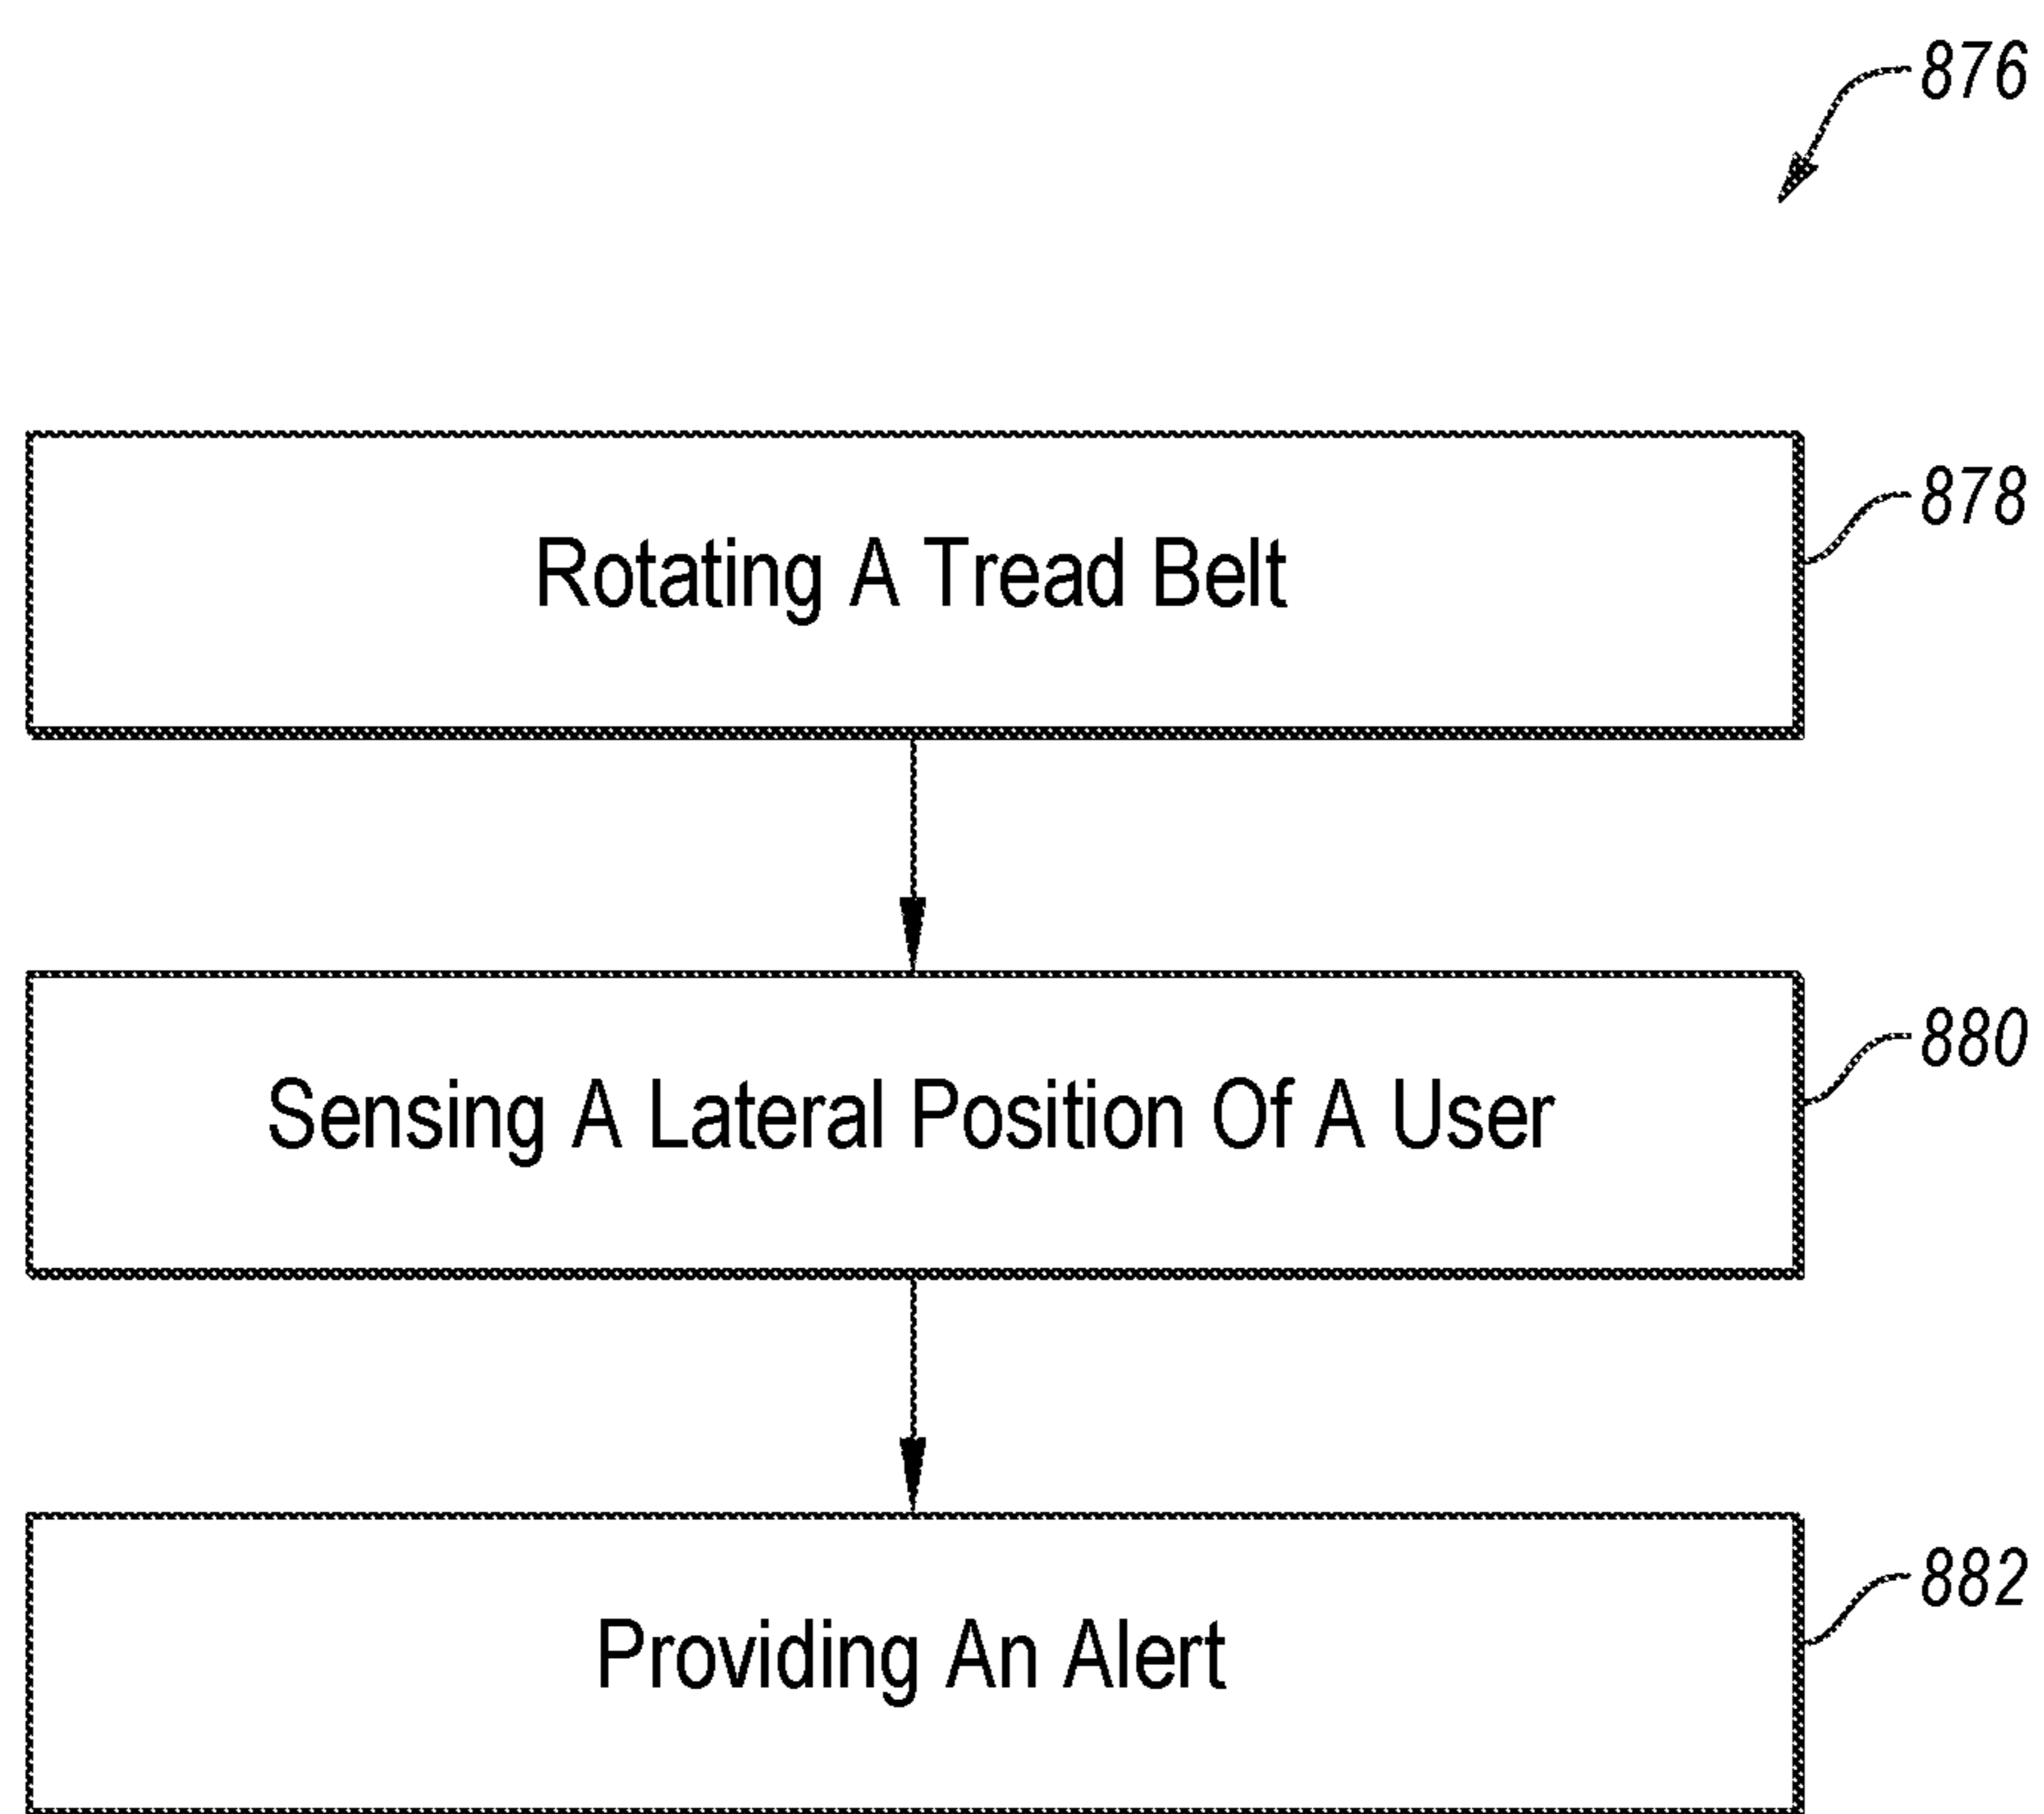 876
Rotating A Tread Belt
878
Sensing A Lateral Position Of A User
880
Providing An Alert
882